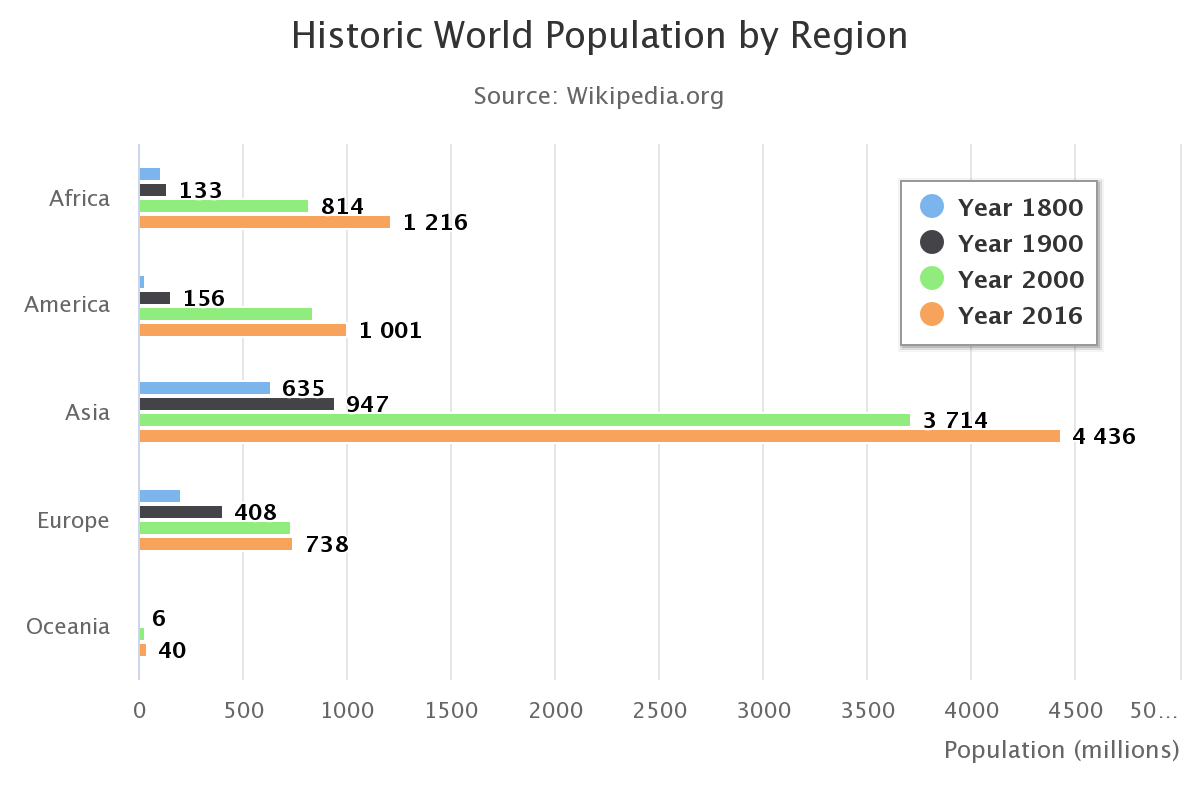 Historic World Population by Region
Source: Wikipedia.org
Africa
133
814
1 216
America
156
1 001
Asia
635
947
3 714
4 436
Europe
408
738
Oceania
6
40
Year 1800
Year 1900
Year 2000
Year 2016
0 500 1000 1500 2000 2500 3000 3500 4000 4500 50…
Population (millions)